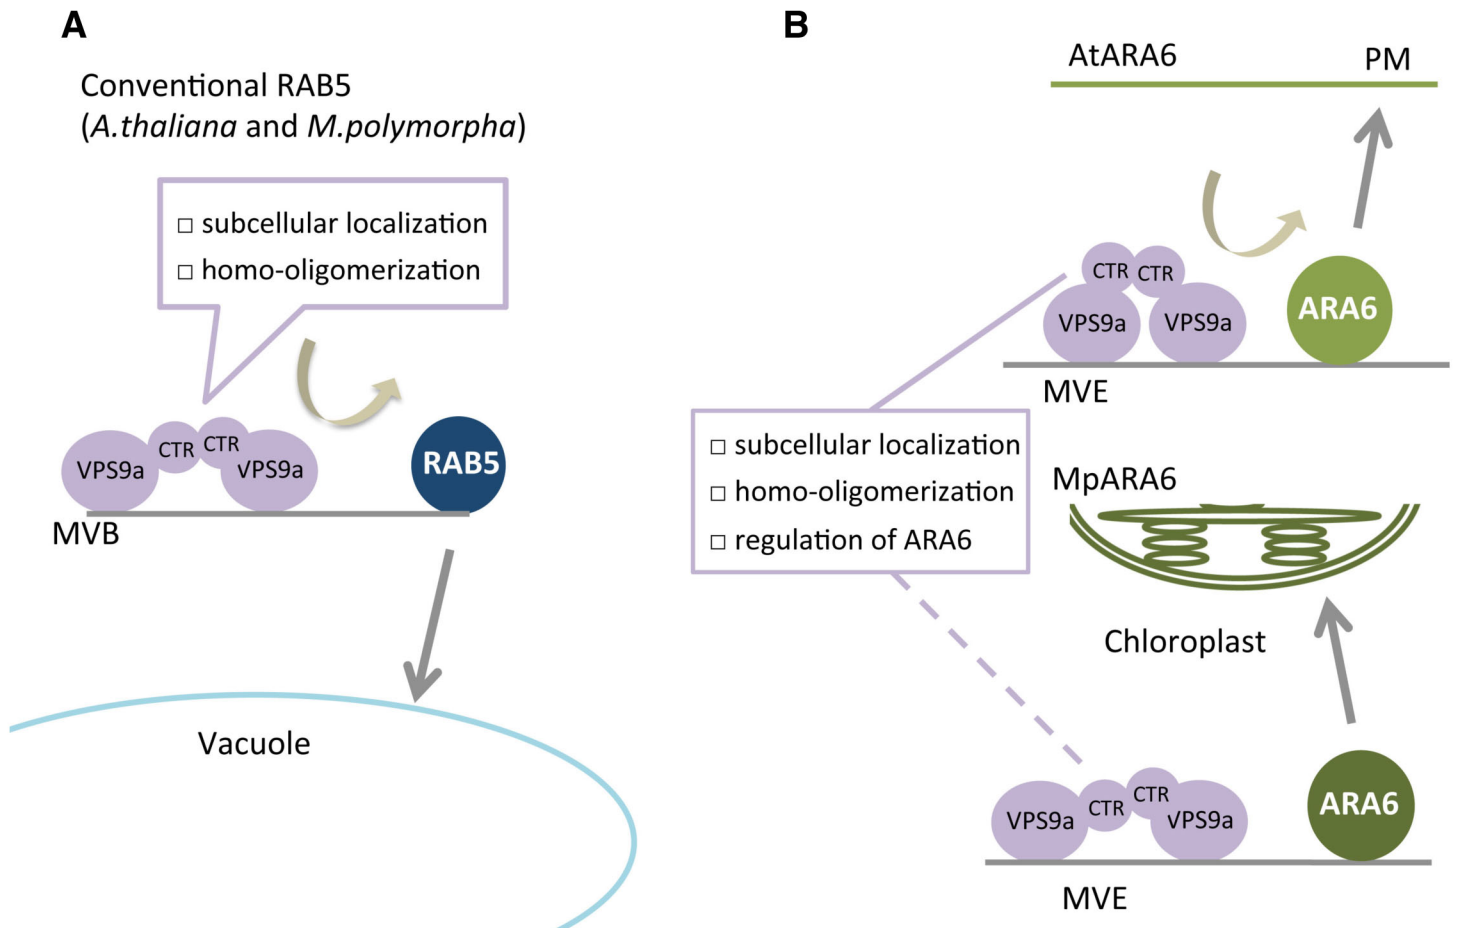 A
Conventional RAB5
(A.thaliana and M.polymorpha)
□ subcellular localization
□ homo-oligomerization
VPS9a
CTR
CTR
VPS9a
RAB5
MVB
Vacuole
B
AtARA6
PM
CTR
CTR
VPS9a
VPS9a
ARA6
MVE
□ subcellular localization
□ homo-oligomerization
□ regulation of ARA6
MpARA6
Chloroplast
VPS9a
CTR
CTR
VPS9a
ARA6
MVE